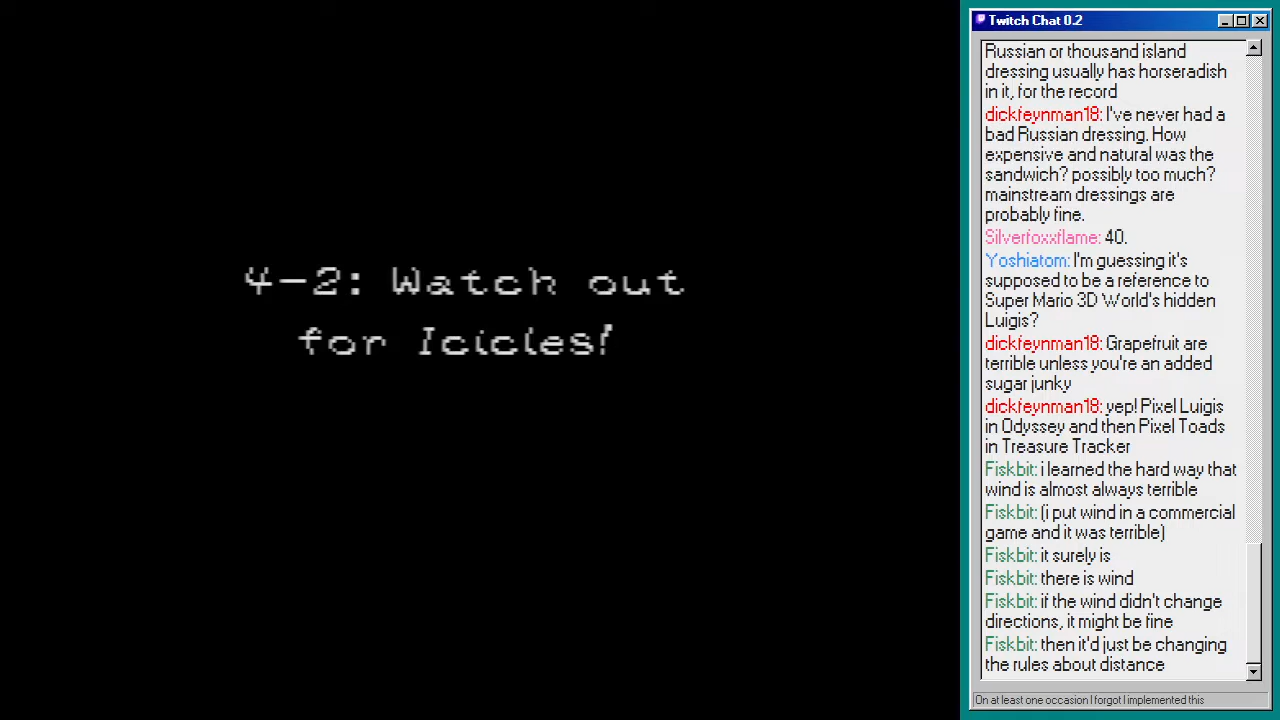 4-2: Watch out
for Icicles!
Twitch Chat 0.2
Russian or thousand island
dressing usually has horseradish
in it, for the record
dickfeynman18: I've never had a
bad Russian dressing. How
expensive and natural was the
sandwich? possibly too much?
mainstream dressings are
probably fine.
Silverfoxxflame: 40.
Yoshiatom: I'm guessing it's
supposed to be a reference to
Super Mario 3D World's hidden
Luigis?
dickfeynman18: Grapefruit are
terrible unless you're an added
sugar junky
dickfeynman18: yep! Pixel Luigis
in Odyssey and then Pixel Toads
in Treasure Tracker
Fiskbit: i learned the hard way that
wind is almost always terrible
Fiskbit: (i put wind in a commercial
game and it was terrible)
Fiskbit: it surely is
Fiskbit: there is wind
Fiskbit: if the wind didn't change
directions, it might be fine
Fiskbit: then it'd just be changing
the rules about distance
On at least one occasion I forgot I implemented this